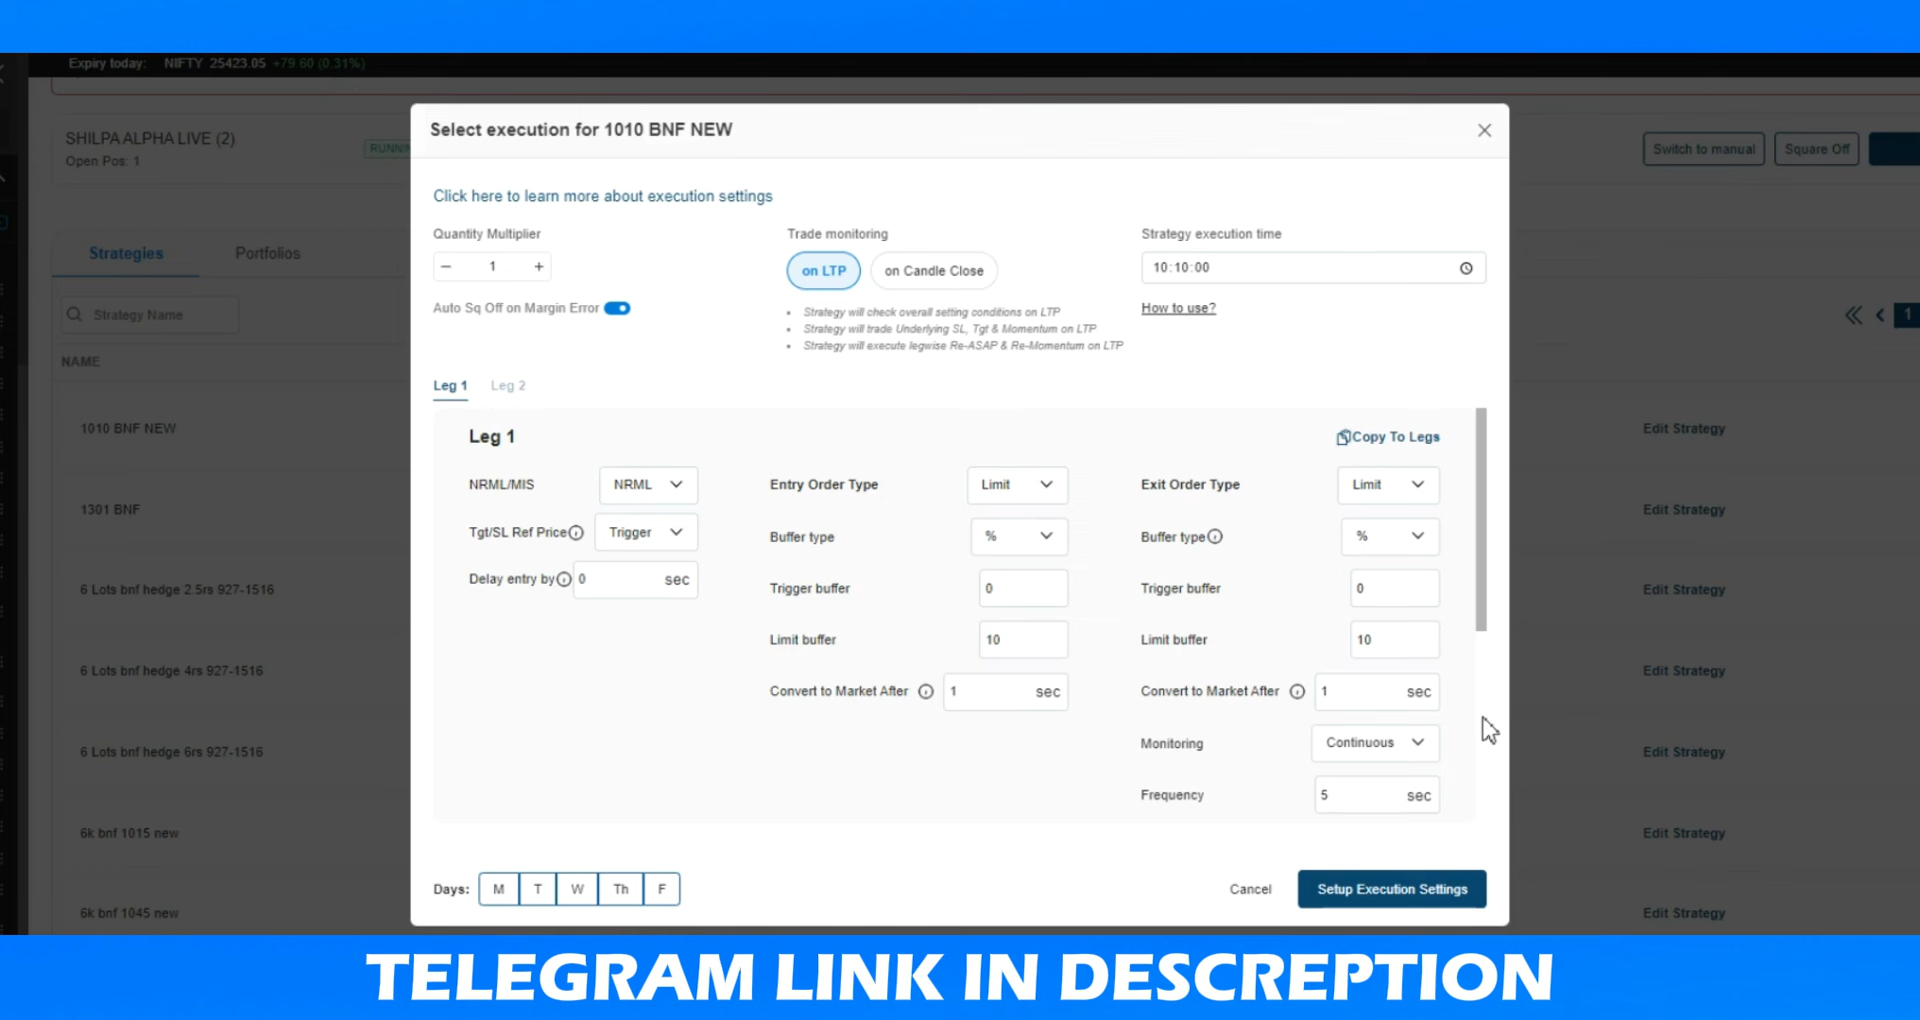 Expiry today: NIFTY 25423.05 +79.60 (0.31%)
SHILPA ALPHA LIVE (2)
Open Pos: 1
Switch to manual
Square Off
Select execution for 1010 BNF NEW
Click here to learn more about execution settings
Quantity Multiplier
− 1 +
Auto Sq Off on Margin Error
Trade monitoring
on LTP
on Candle Close
Strategy will check overall setting conditions on LTP
Strategy will trade Underlying SL, Tgt & Momentum on LTP
Strategy will execute legwise Re-ASAP & Re-Momentum on LTP
Strategy execution time
10:10:00
How to use?
Leg 1 Leg 2
Leg 1
Copy To Legs
NRML/MIS NRML
Tgt/SL Ref Price Trigger
Delay entry by 0 sec
Entry Order Type Limit
Buffer type %
Trigger buffer 0
Limit buffer 10
Convert to Market After 1 sec
Exit Order Type Limit
Buffer type %
Trigger buffer 0
Limit buffer 10
Convert to Market After 1 sec
Monitoring Continuous
Frequency 5 sec
Days: M T W Th F
Cancel
Setup Execution Settings
Strategies Portfolios
Strategy Name
1
NAME
1010 BNF NEW Edit Strategy
1301 BNF Edit Strategy
6 Lots bnf hedge 2.5rs 927-1516 Edit Strategy
6 Lots bnf hedge 4rs 927-1516 Edit Strategy
6 Lots bnf hedge 6rs 927-1516 Edit Strategy
6k bnf 1015 new Edit Strategy
6k bnf 1045 new Edit Strategy
TELEGRAM LINK IN DESCREPTION